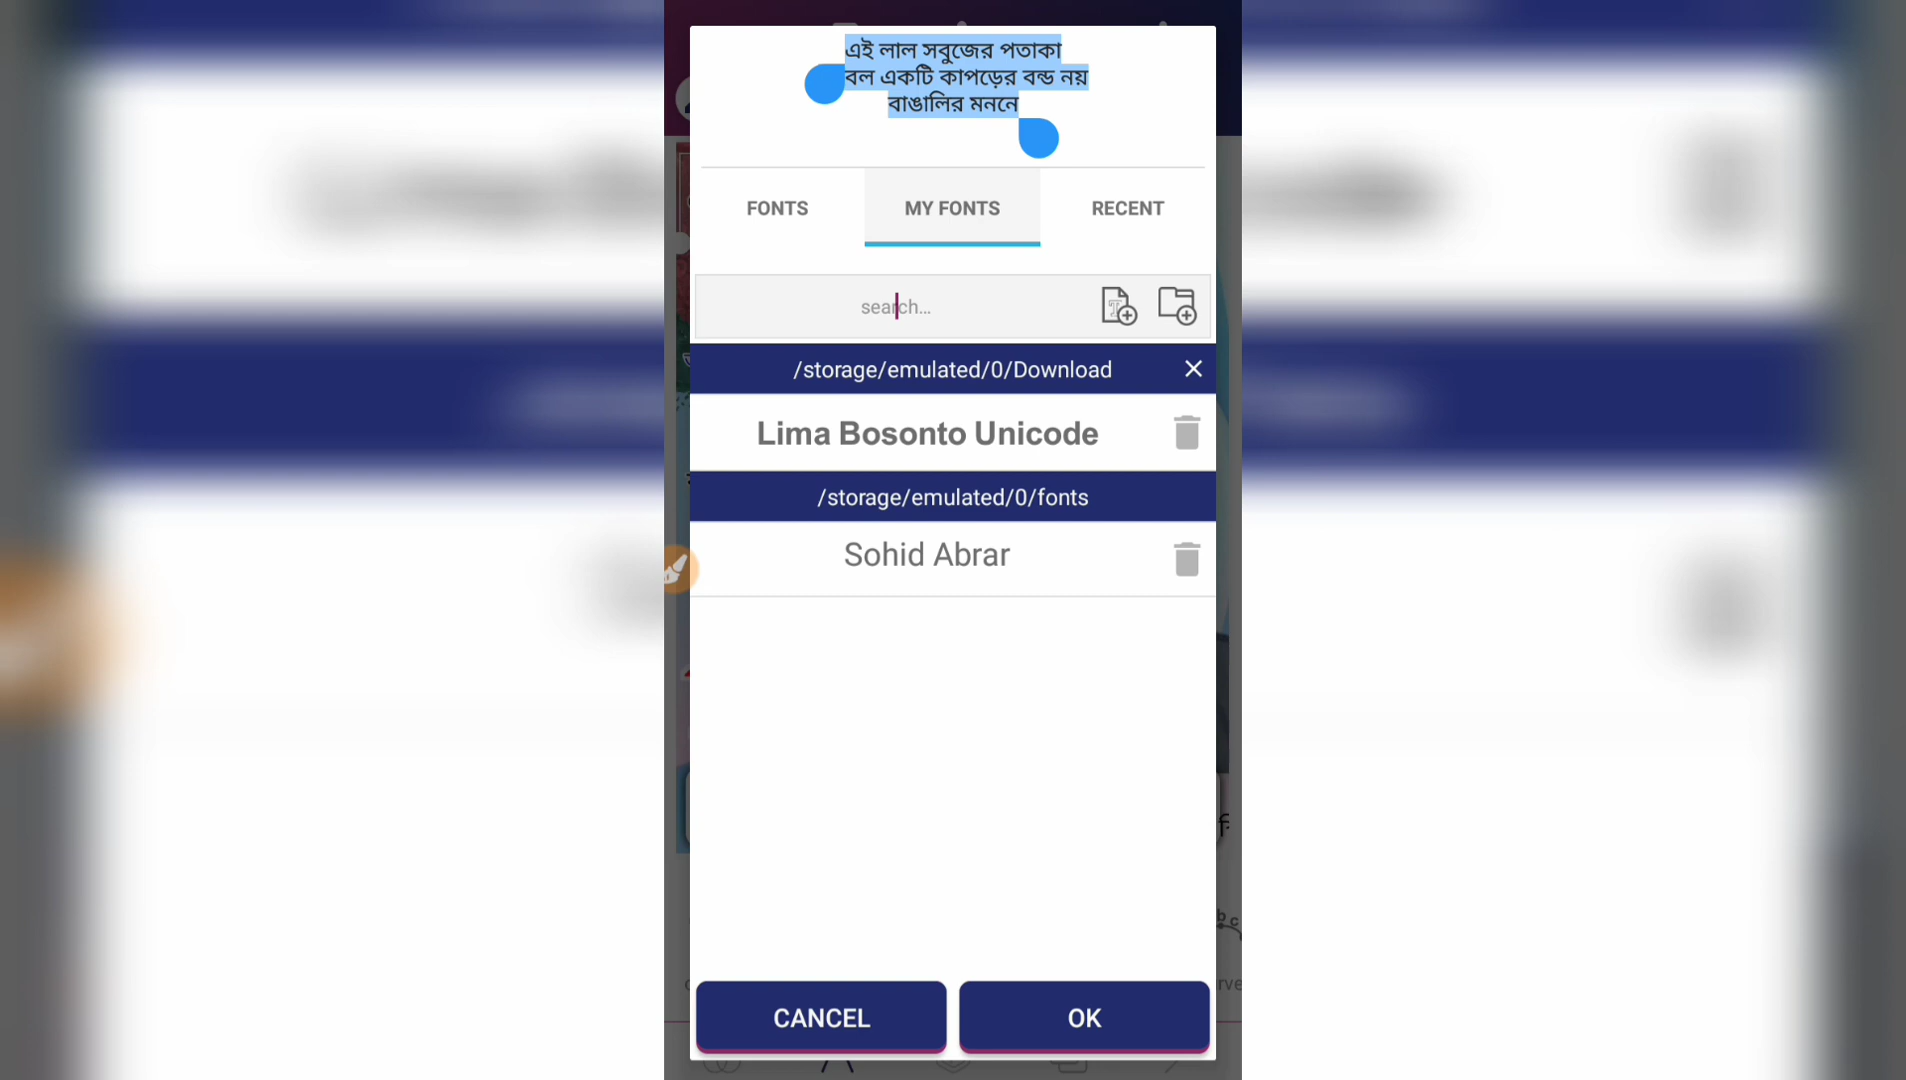 এই লাল সবুজের পতাকা
বল একটি কাপড়ের বন্ড নয়
বাঙালির মননে
FONTS
MY FONTS
RECENT
search...
/storage/emulated/0/Download
Lima Bosonto Unicode
/storage/emulated/0/fonts
Sohid Abrar
CANCEL
OK